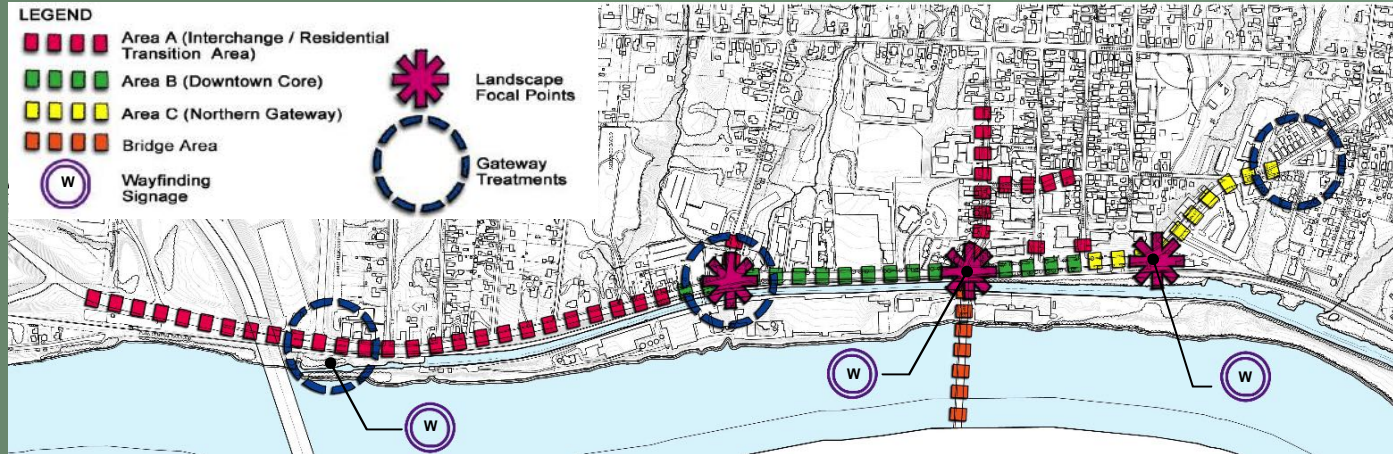 LEGEND
Area A (Interchange / Residential
Transition Area)
Area B (Downtown Core)
Area C (Northern Gateway)
Bridge Area
W
Wayfinding
Signage
Landscape
Focal Points
Gateway
Treatments
W
W
W